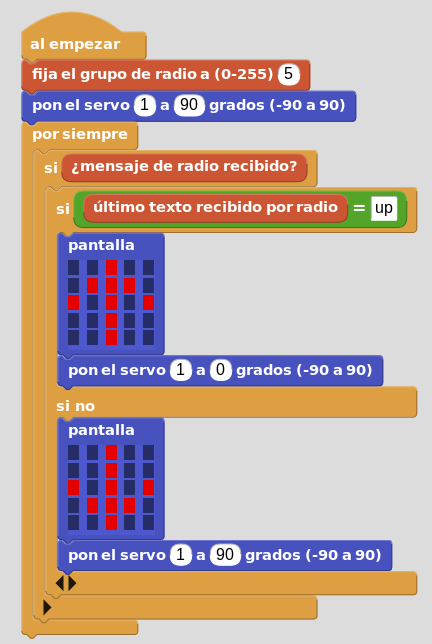 al empezar
fija el grupo de radio a (0-255) 5
pon el servo 1 a 90 grados (-90 a 90)
por siempre
si ¿mensaje de radio recibido?
si último texto recibido por radio = up
pantalla
pon el servo 1 a 0 grados (-90 a 90)
si no
pantalla
pon el servo 1 a 90 grados (-90 a 90)